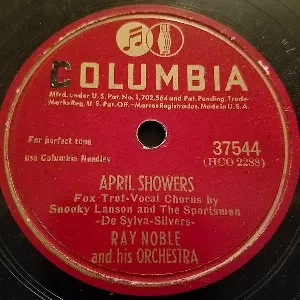 COLUMBIA
Mfrd. under U.S. Pat. No. 1,702,564 and Pat. Pending. Trade-
Marks Reg. U.S. Pat. Off.-Marcas Registradas. Made in U.S.A.
For perfect tone
use Columbia Needles
37544
(HCO 2288)
APRIL SHOWERS
Fox Trot-Vocal Chorus by
Snooky Lanson and The Sportsmen
-De Sylva-Silvers-
RAY NOBLE
and his ORCHESTRA